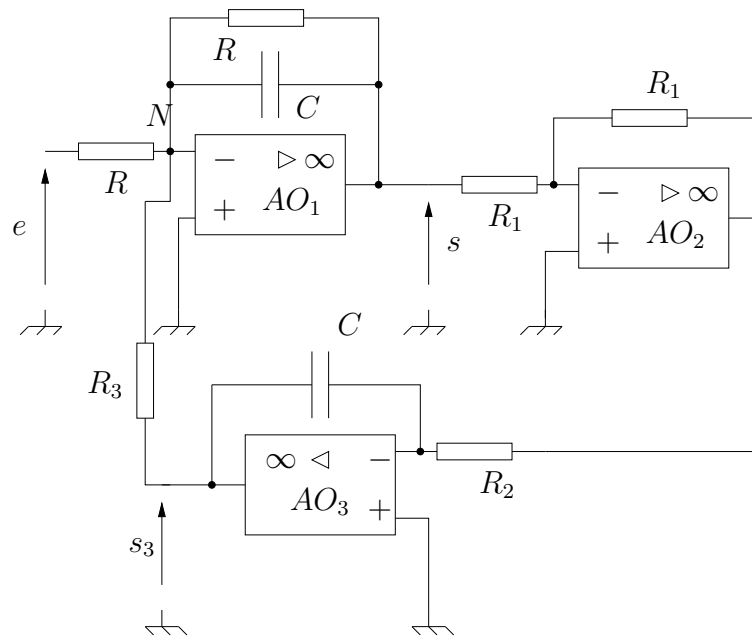 R
C
R₁
N
− ▷ ∞
− ▷ ∞
R
AO₁
+
R₁
AO₂
+
e
s
C
R₃
∞ ◁ −
AO₃
+
R₂
s₃